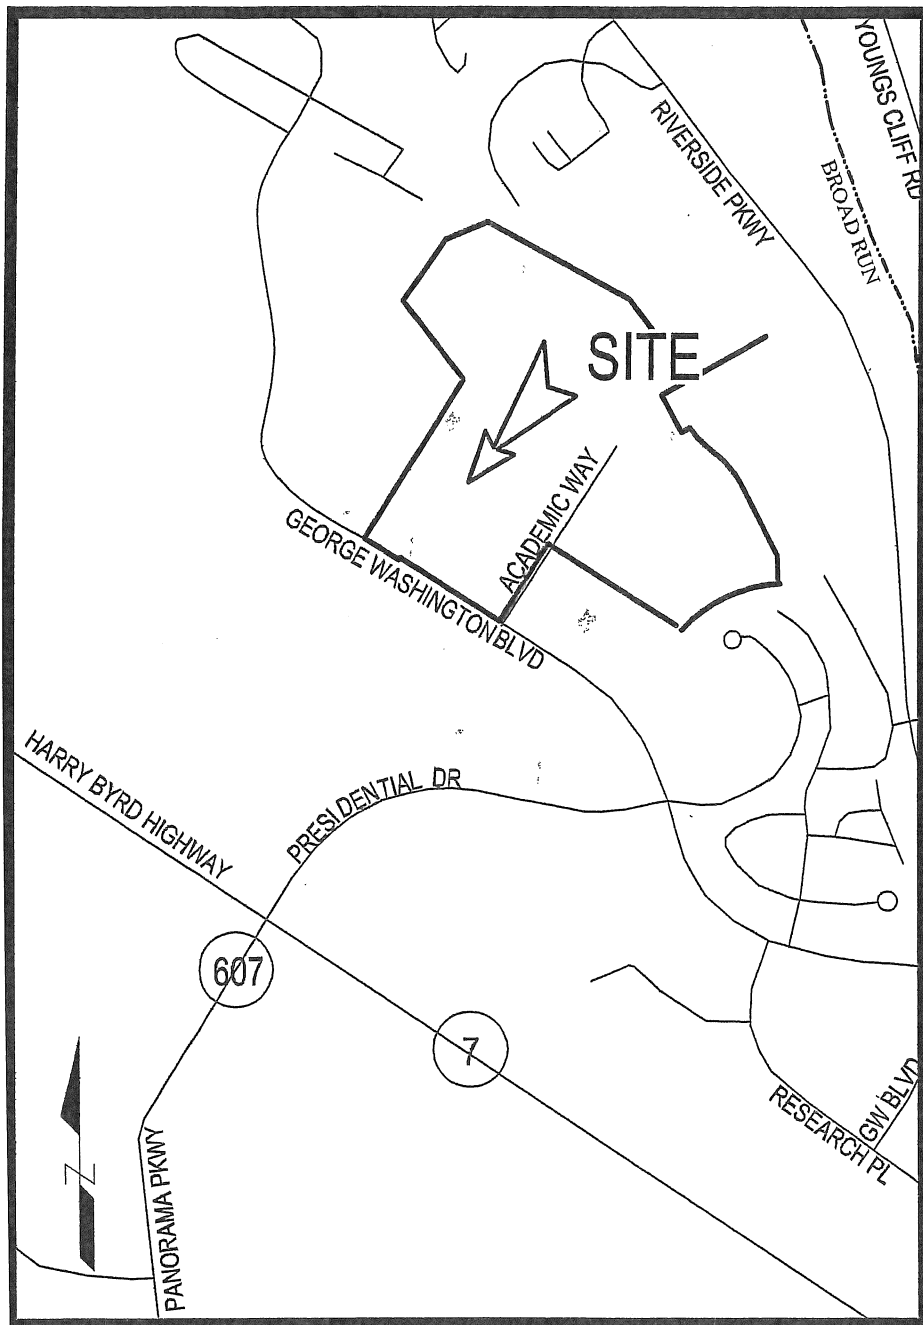 YOUNGS CLIFF RD
RIVERSIDE PKWY
BROAD RUN
SITE
ACADEMIC WAY
GEORGE WASHINGTON BLVD
HARRY BYRD HIGHWAY
PRESIDENTIAL DR
607
7
RESEARCH PL
GW BLVD
PANORAMA PKWY
N